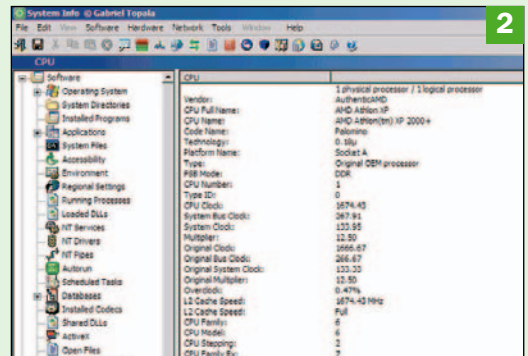 System Info © Gabriel Topala
2
File Edit View Software Hardware Network Tools Window Help
CPU
Software
Operating System
System Directories
Installed Programs
Applications
System Files
Accessibility
Environment
Regional Settings
Running Processes
Loaded DLLs
NT Services
NT Drivers
NT Pipes
Autorun
Scheduled Tasks
Databases
Installed Codecs
Shared DLLs
ActiveX
Open Files
CPU
1 physical processor / 1 logical processor
Vendor: AuthenticAMD
CPU Full Name: AMD Athlon XP
CPU Name: AMD Athlon(tm) XP 2000+
Code Name: Palomino
Technology: 0.18µ
Platform Name: Socket A
Type: Original OEM processor
FSB Mode: DDR
CPU Number: 1
Type ID: 0
CPU Clock: 1674.43
System Bus Clock: 267.91
System Clock: 133.95
Multiplier: 12.50
Original Clock: 1666.67
Original Bus Clock: 266.67
Original System Clock: 133.33
Original Multiplier: 12.50
Overclock: 0.47%
L2 Cache Speed: 1674.43 MHz
L2 Cache Speed: Full
CPU Family: 6
CPU Model: 6
CPU Stepping: 2
CPU Family Ex: 7